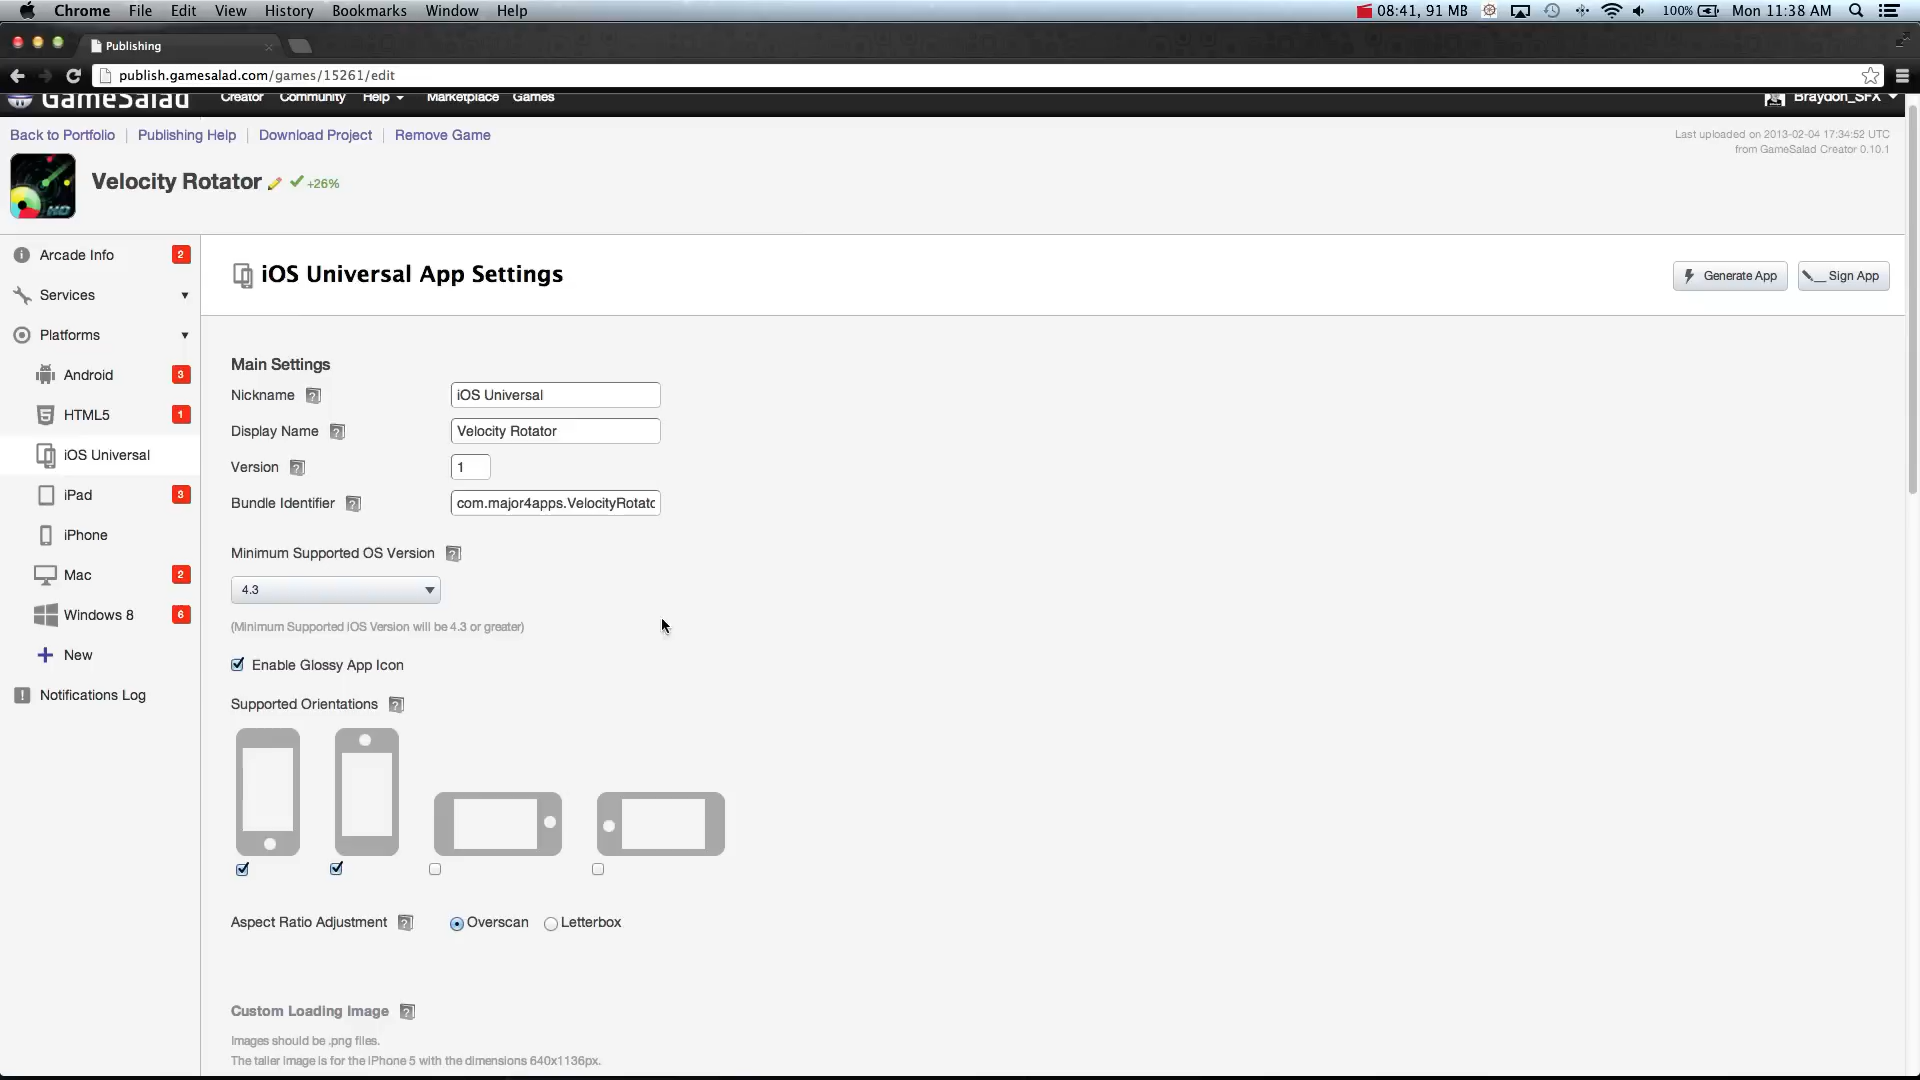 Chrome File Edit View History Bookmarks Window Help 08:41, 91 MB 100% Mon 11:38 AM
Publishing
publish.gamesalad.com/games/15261/edit
GameSalad Creator Community Help Marketplace Games Braydon_SFX
Back to Portfolio | Publishing Help | Download Project | Remove Game
Last uploaded on 2013-02-04 17:34:52 UTC
from GameSalad Creator 0.10.1
HD
Velocity Rotator +26%
Arcade Info 2
Services
Platforms
Android 3
HTML5 1
iOS Universal
iPad 3
iPhone
Mac 2
Windows 8 6
New
Notifications Log
iOS Universal App Settings
Generate App
Sign App
Main Settings
Nickname ? iOS Universal
Display Name ? Velocity Rotator
Version ? 1
Bundle Identifier ? com.major4apps.VelocityRotato
Minimum Supported OS Version ?
4.3
(Minimum Supported iOS Version will be 4.3 or greater)
Enable Glossy App Icon
Supported Orientations ?
Aspect Ratio Adjustment ? Overscan Letterbox
Custom Loading Image ?
Images should be .png files.
The taller image is for the iPhone 5 with the dimensions 640x1136px.